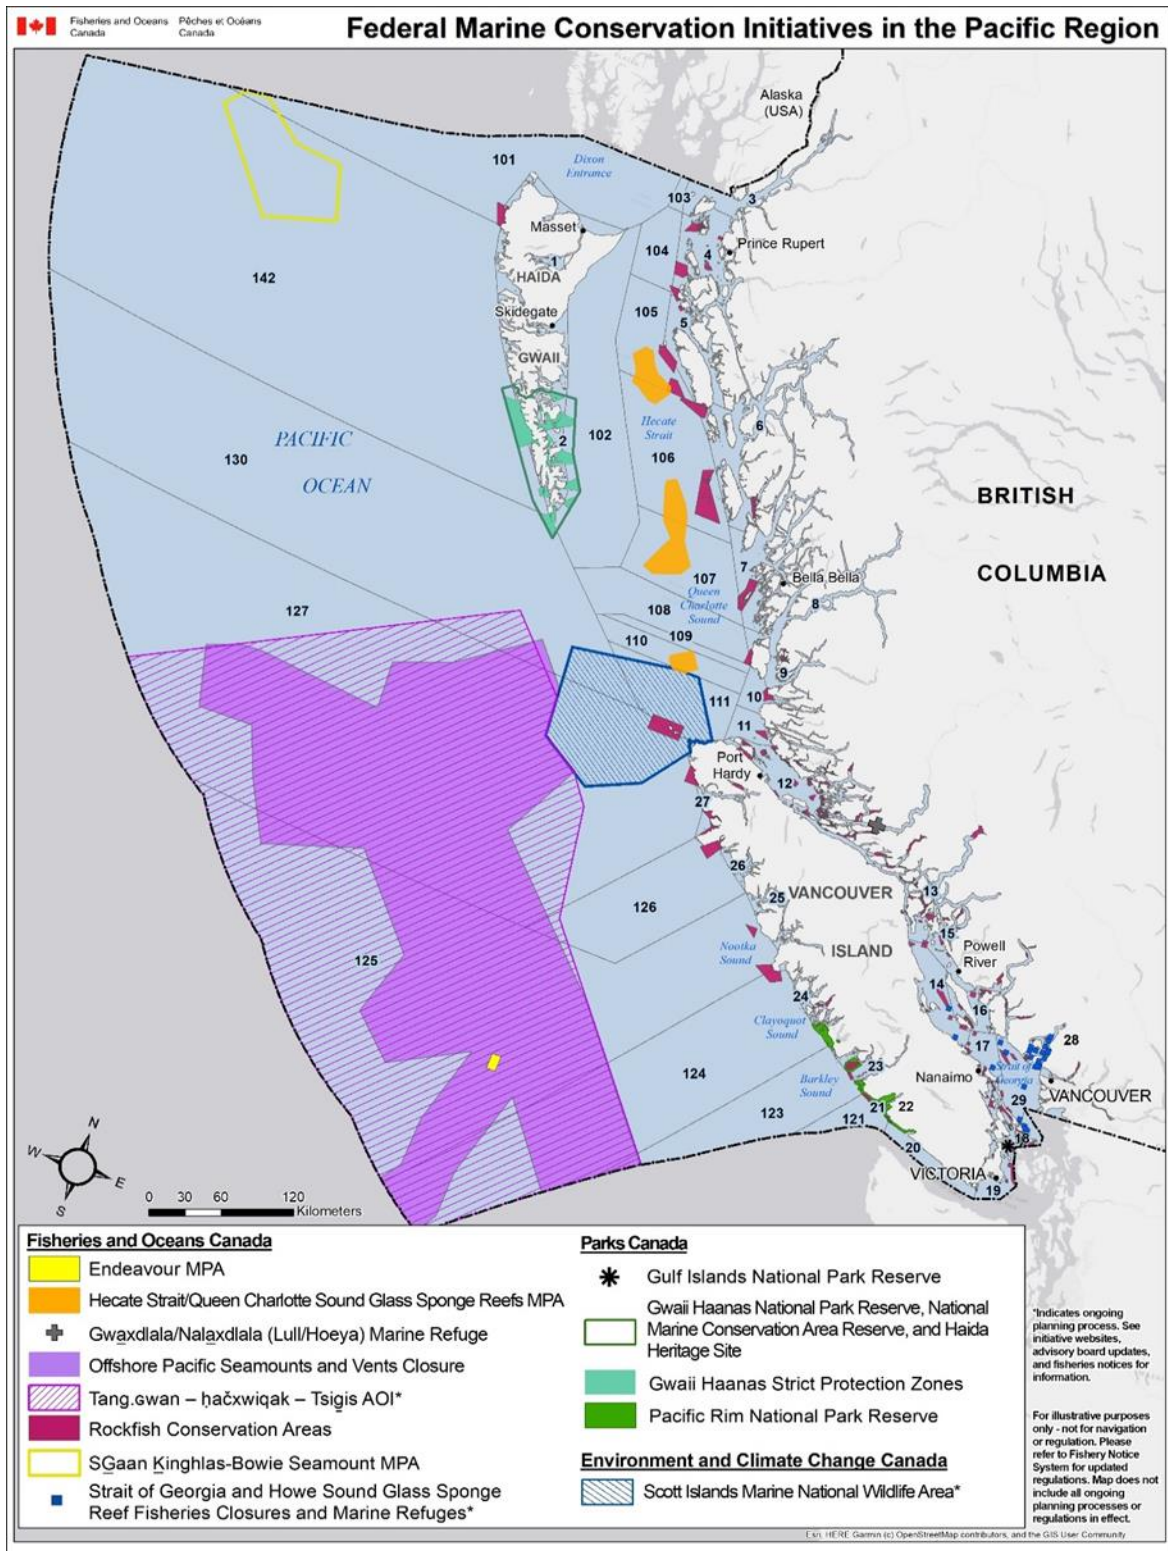 Fisheries and Oceans Canada
Pêches et Océans Canada
Federal Marine Conservation Initiatives in the Pacific Region
Alaska
(USA)
101
Dixon
Entrance
103
3
Masset
104
4
Prince Rupert
1
HAIDA
142
105
Skidegate
5
GWAII
Hecate
Strait
6
102
2
PACIFIC
130
106
OCEAN
BRITISH
COLUMBIA
7
107
Bella Bella
Queen
Charlotte
Sound
8
127
108
109
110
9
10
111
11
Port
Hardy
12
27
26
VANCOUVER
13
25
126
15
Nootka
Sound
ISLAND
Powell
River
125
14
24
16
Clayoquot
Sound
17
28
23
Strait of
Georgia
124
Nanaimo
Barkley
Sound
29
VANCOUVER
21
22
123
121
20
18
VICTORIA
19
N
W
E
S
0 30 60 120
Kilometers
Fisheries and Oceans Canada
Endeavour MPA
Hecate Strait/Queen Charlotte Sound Glass Sponge Reefs MPA
Gwa̱xdlala/Nala̱xdlala (Lull/Hoeya) Marine Refuge
Offshore Pacific Seamounts and Vents Closure
Tang.ɢwan – ḥačxwiqak – Tsig̱is AOI*
Rockfish Conservation Areas
SG̱aan Ḵinghlas-Bowie Seamount MPA
Strait of Georgia and Howe Sound Glass Sponge
Reef Fisheries Closures and Marine Refuges*
Parks Canada
Gulf Islands National Park Reserve
Gwaii Haanas National Park Reserve, National
Marine Conservation Area Reserve, and Haida
Heritage Site
Gwaii Haanas Strict Protection Zones
Pacific Rim National Park Reserve
Environment and Climate Change Canada
Scott Islands Marine National Wildlife Area*
*Indicates ongoing
planning process. See
initiative websites,
advisory board updates,
and fisheries notices for
information.
For illustrative purposes
only - not for navigation
or regulation. Please
refer to Fishery Notice
System for updated
regulations. Map does not
include all ongoing
planning processes or
regulations in effect.
Esri, HERE Garmin (c) OpenStreetMap contributors, and the GIS User Community